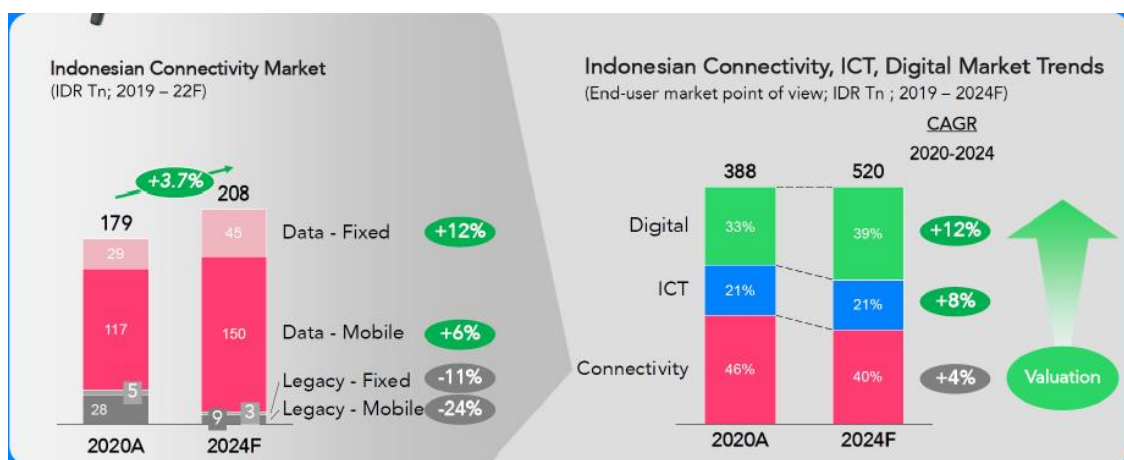 Indonesian Connectivity Market
(IDR Tn; 2019 – 22F)
+3.7%
179
208
29
45
Data - Fixed
+12%
117
150
Data - Mobile
+6%
5
3
Legacy - Fixed
-11%
28
9
Legacy - Mobile
-24%
2020A
2024F
Indonesian Connectivity, ICT, Digital Market Trends
(End-user market point of view; IDR Tn ; 2019 – 2024F)
CAGR
2020-2024
388
520
Digital
33%
39%
+12%
ICT
21%
21%
+8%
Connectivity
46%
40%
+4%
Valuation
2020A
2024F